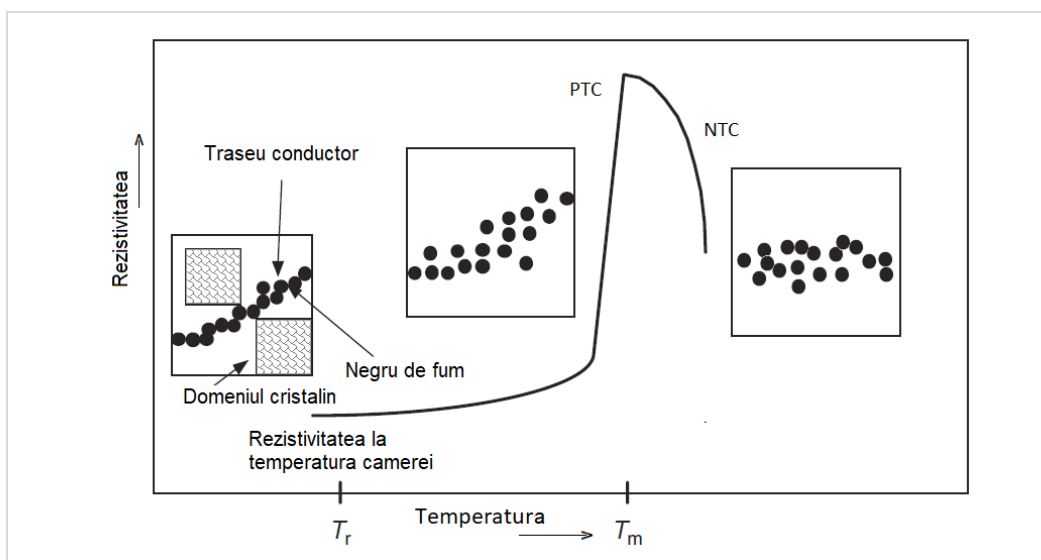 PTC
NTC
Rezistivitatea
Traseu conductor
Negru de fum
Domeniul cristalin
Rezistivitatea la
temperatura camerei
Tr
Temperatura
Tm